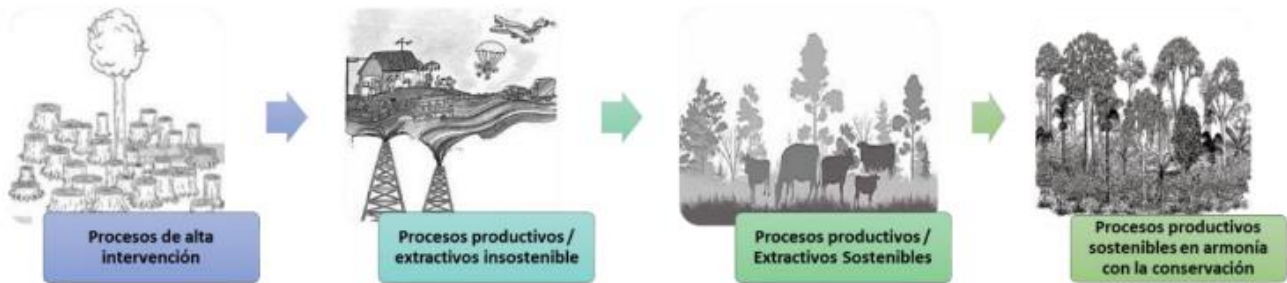 Procesos de alta
intervención
Procesos productivos /
extractivos insostenible
Procesos productivos /
Extractivos Sostenibles
Procesos productivos
sostenibles en armonía
con la conservación